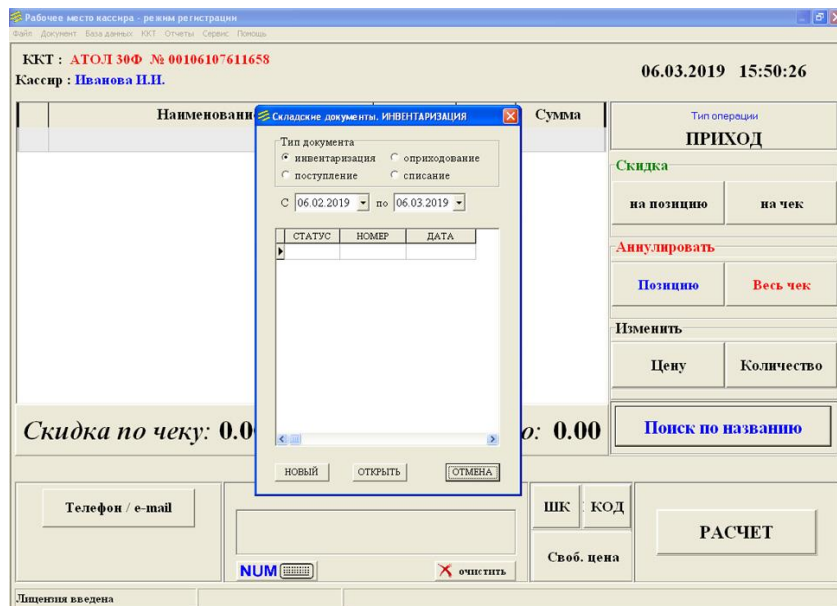 Рабочее место кассира - режим регистрации
Файл Документ База данных ККТ Отчеты Сервис Помощь
ККТ : АТОЛ 30Ф № 00106107611658
Кассир : Иванова И.И.
06.03.2019 15:50:26
Наименовани
Сумма
Складские документы. ИНВЕНТАРИЗАЦИЯ
Тип документа
инвентаризация оприходование
поступление списание
С 06.02.2019 по 06.03.2019
СТАТУС НОМЕР ДАТА
НОВЫЙ ОТКРЫТЬ ОТМЕНА
Тип операции
ПРИХОД
Скидка
на позицию на чек
Аннулировать
Позицию Весь чек
Изменить
Цену Количество
Поиск по названию
Скидка по чеку: 0.0
о: 0.00
Телефон / e-mail
NUM
очистить
ШК КОД
Своб. цена
РАСЧЕТ
Лицензия введена